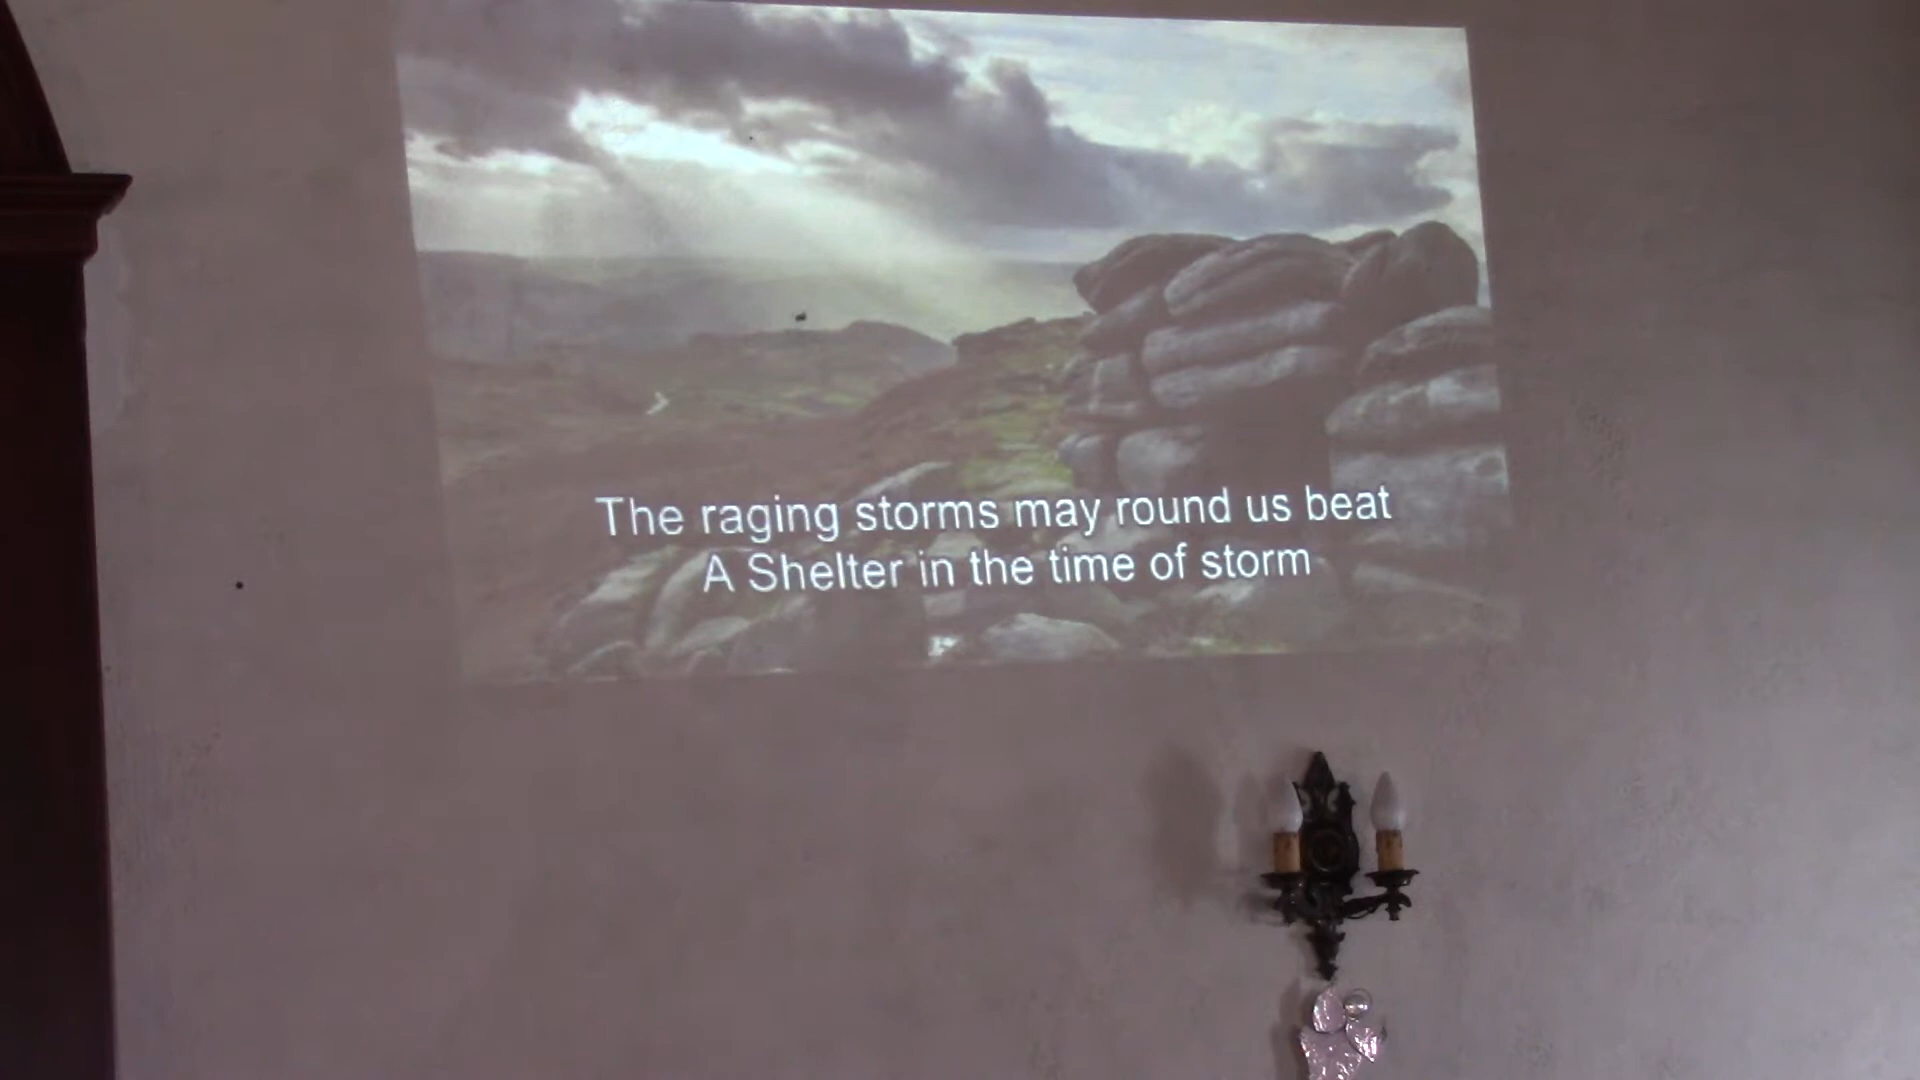 The raging storms may round us beat
A Shelter in the time of storm